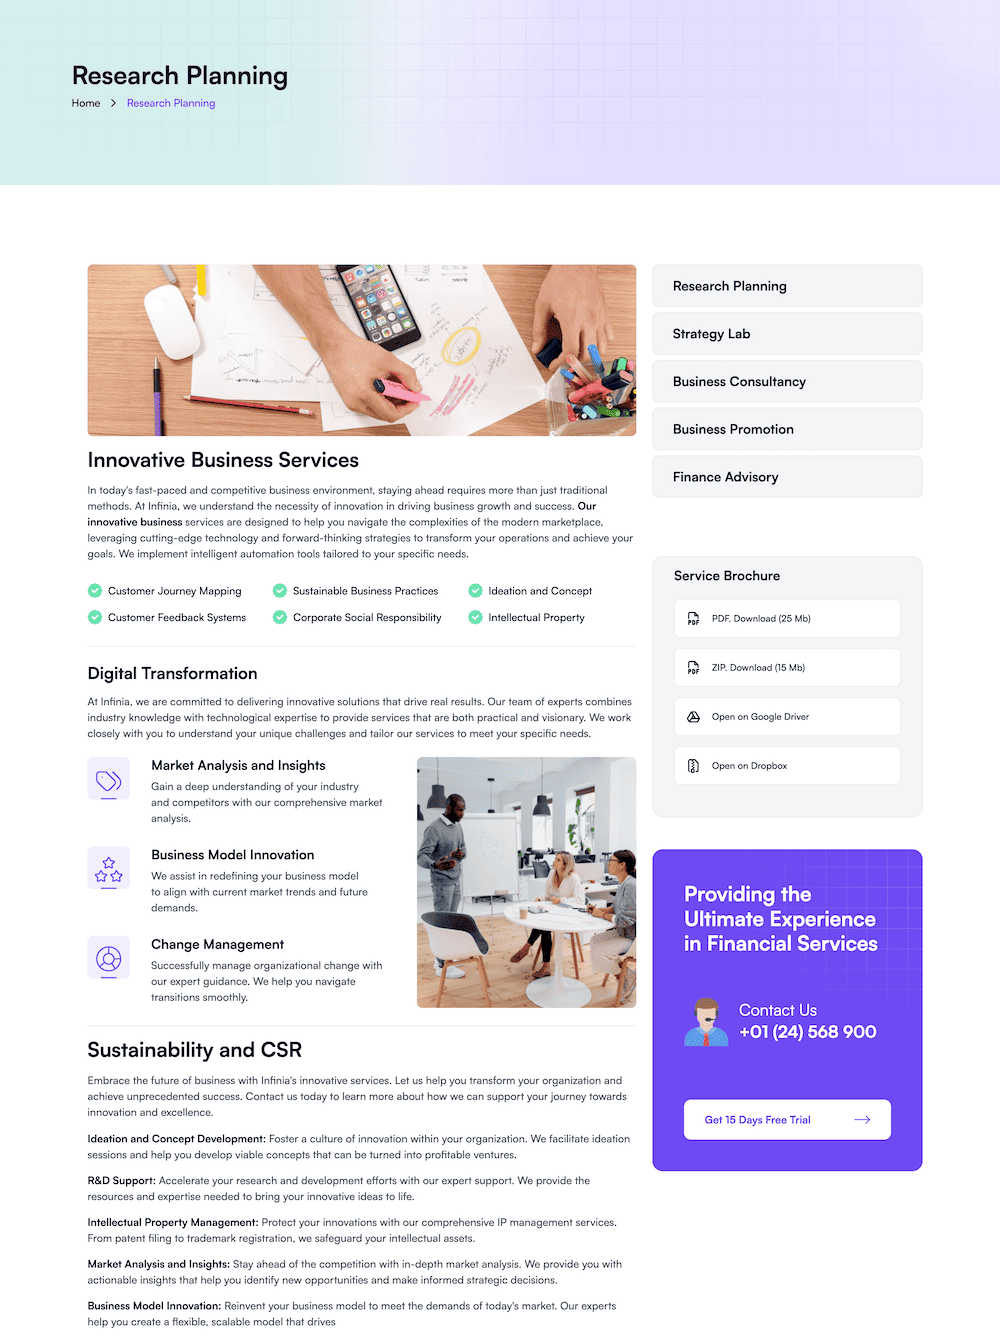 Research Planning
Home > Research Planning
Innovative Business Services
In today's fast-paced and competitive business environment, staying ahead requires more than just traditional
methods. At Infinia, we understand the necessity of innovation in driving business growth and success. Our
innovative business services are designed to help you navigate the complexities of the modern marketplace,
leveraging cutting-edge technology and forward-thinking strategies to transform your operations and achieve your
goals. We implement intelligent automation tools tailored to your specific needs.
Customer Journey Mapping
Sustainable Business Practices
Ideation and Concept
Customer Feedback Systems
Corporate Social Responsibility
Intellectual Property
Digital Transformation
At Infinia, we are committed to delivering innovative solutions that drive real results. Our team of experts combines
industry knowledge with technological expertise to provide services that are both practical and visionary. We work
closely with you to understand your unique challenges and tailor our services to meet your specific needs.
Market Analysis and Insights
Gain a deep understanding of your industry
and competitors with our comprehensive market
analysis.
Business Model Innovation
We assist in redefining your business model
to align with current market trends and future
demands.
Change Management
Successfully manage organizational change with
our expert guidance. We help you navigate
transitions smoothly.
Sustainability and CSR
Embrace the future of business with Infinia's innovative services. Let us help you transform your organization and
achieve unprecedented success. Contact us today to learn more about how we can support your journey towards
innovation and excellence.
Ideation and Concept Development: Foster a culture of innovation within your organization. We facilitate ideation
sessions and help you develop viable concepts that can be turned into profitable ventures.
R&D Support: Accelerate your research and development efforts with our expert support. We provide the
resources and expertise needed to bring your innovative ideas to life.
Intellectual Property Management: Protect your innovations with our comprehensive IP management services.
From patent filing to trademark registration, we safeguard your intellectual assets.
Market Analysis and Insights: Stay ahead of the competition with in-depth market analysis. We provide you with
actionable insights that help you identify new opportunities and make informed strategic decisions.
Business Model Innovation: Reinvent your business model to meet the demands of today's market. Our experts
help you create a flexible, scalable model that drives
Research Planning
Strategy Lab
Business Consultancy
Business Promotion
Finance Advisory
Service Brochure
PDF
PDF. Download (25 Mb)
PDF
ZIP. Download (15 Mb)
Open on Google Driver
Open on Dropbox
Providing the
Ultimate Experience
in Financial Services
Contact Us
+01 (24) 568 900
Get 15 Days Free Trial